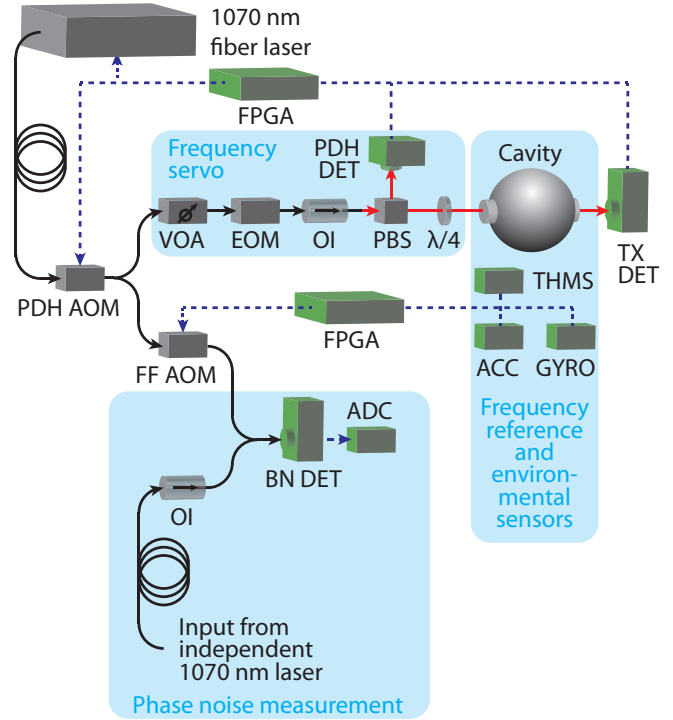 1070 nm
fiber laser
FPGA
Frequency
servo
PDH
DET
Cavity
VOA
EOM
OI
PBS
λ/4
TX
DET
PDH AOM
THMS
FPGA
ACC
GYRO
FF AOM
ADC
BN DET
Frequency
reference
and
environ-
mental
sensors
OI
Input from
independent
1070 nm laser
Phase noise measurement